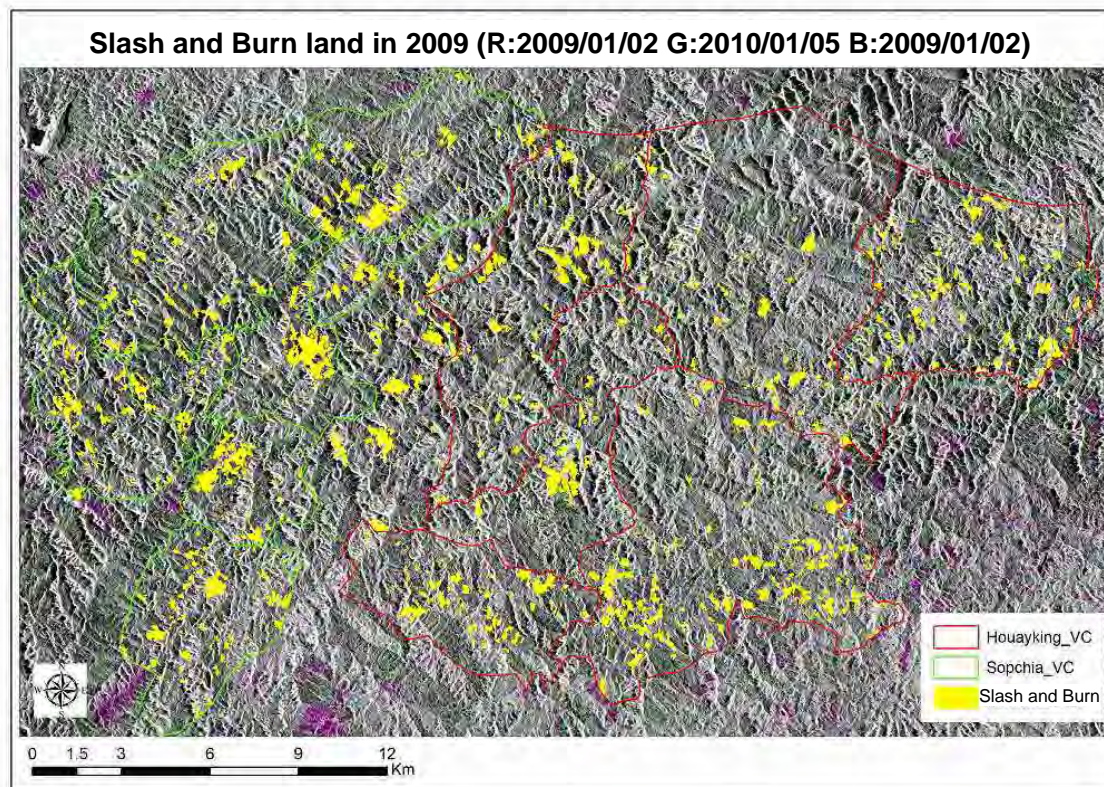 Slash and Burn land in 2009 (R:2009/01/02 G:2010/01/05 B:2009/01/02)
Houayking_VC
Sopchia_VC
Slash and Burn
N
W E
S
0 1.5 3 6 9 12
Km